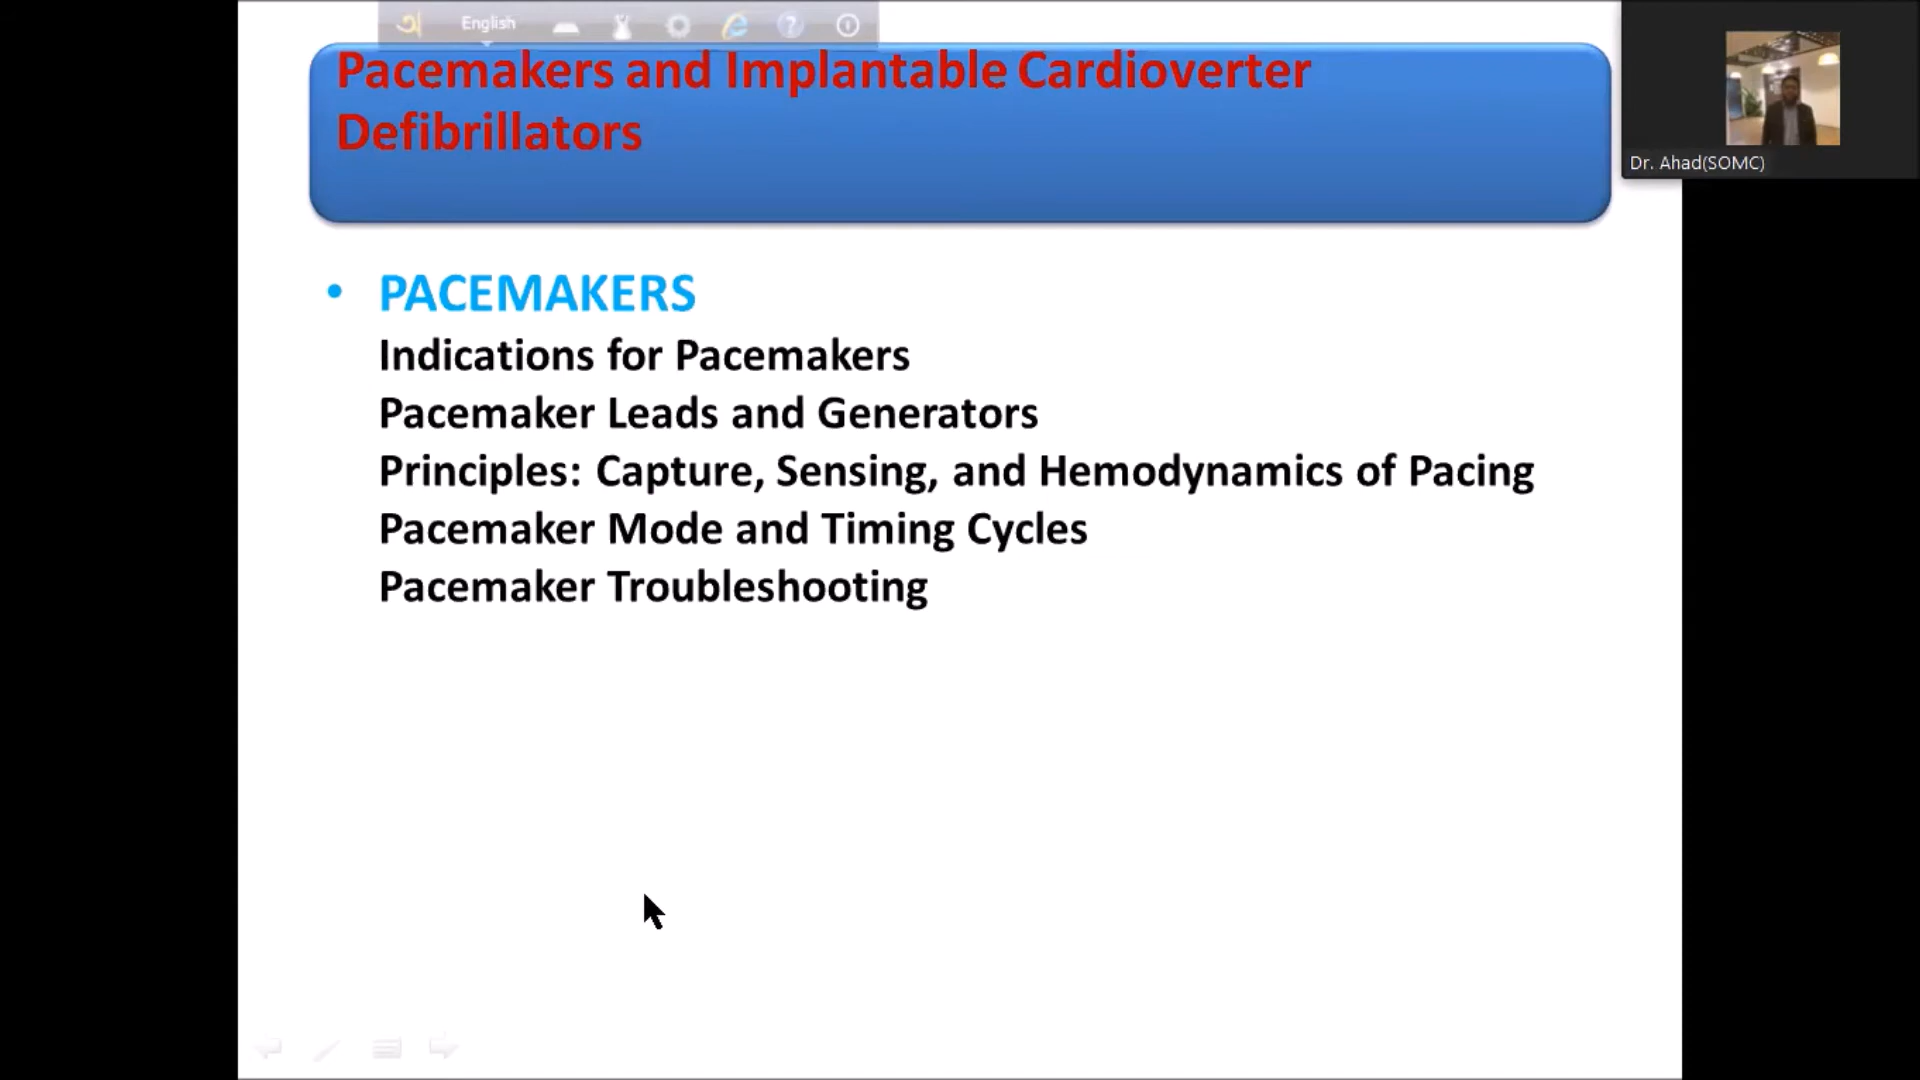 অ English
Pacemakers and Implantable Cardioverter
Defibrillators
Dr. Ahad(SOMC)
• PACEMAKERS
Indications for Pacemakers
Pacemaker Leads and Generators
Principles: Capture, Sensing, and Hemodynamics of Pacing
Pacemaker Mode and Timing Cycles
Pacemaker Troubleshooting